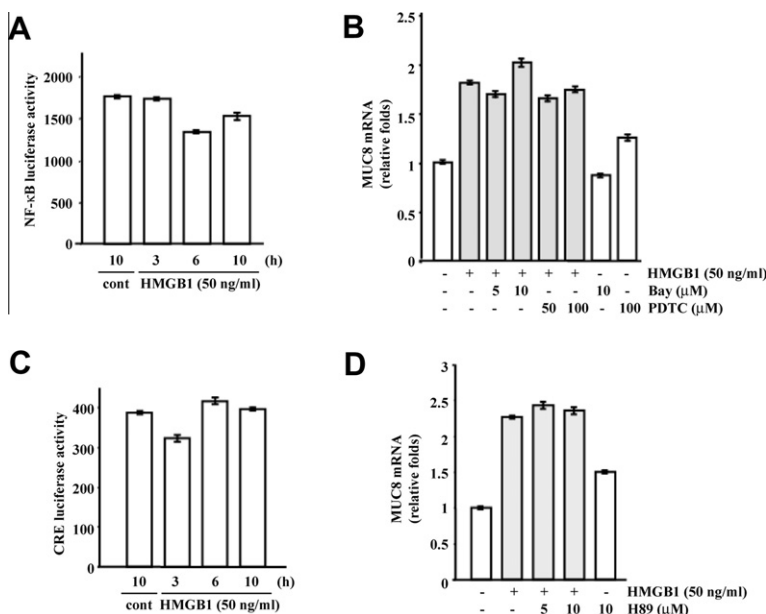 A
NF-κB luciferase activity
2000
1500
1000
500
0
10 3 6 10 (h)
cont HMGB1 (50 ng/ml)
B
MUC8 mRNA
(relative folds)
2.5
2
1.5
1
0.5
0
- + + + + + - - HMGB1 (50 ng/ml)
- - 5 10 - - 10 - Bay (μM)
- - - - 50 100 - 100 PDTC (μM)
C
CRE luciferase activity
400
300
200
100
0
10 3 6 10 (h)
cont HMGB1 (50 ng/ml)
D
MUC8 mRNA
(relative folds)
3
2.5
2
1.5
1
0.5
0
- + + + - HMGB1 (50 ng/ml)
- - 5 10 10 H89 (μM)